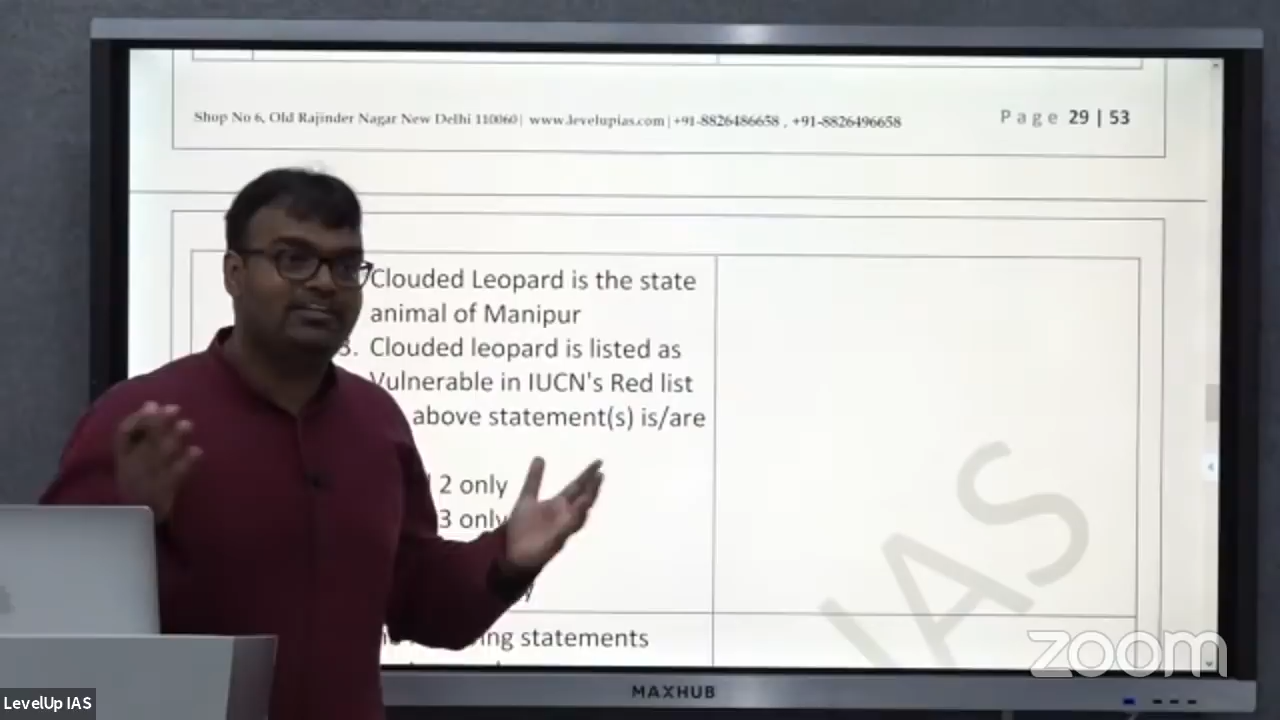 Shop No 6, Old Rajinder Nagar New Delhi 110060| www.levelupias.com | +91-8826486658 , +91-8826496658
Page 29 | 53
Clouded Leopard is the state
animal of Manipur
3. Clouded leopard is listed as
Vulnerable in IUCN's Red list
above statement(s) is/are
2 only
3 only
statements
IAS
zoom
MAXHUB
LevelUp IAS